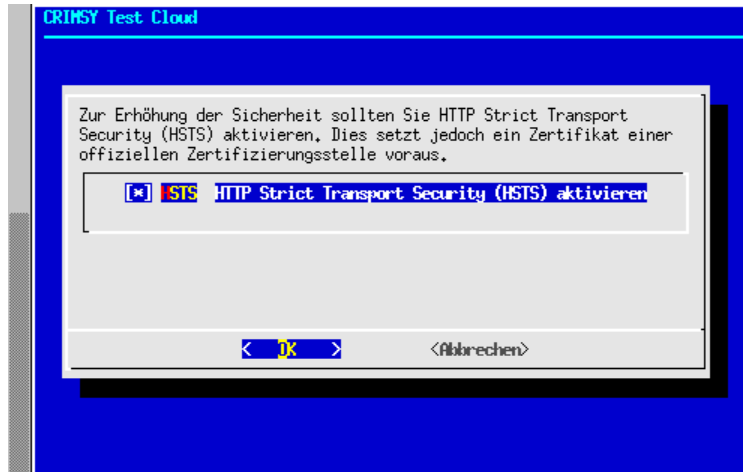 CRIMSY Test Cloud
Zur Erhöhung der Sicherheit sollten Sie HTTP Strict Transport
Security (HSTS) aktivieren. Dies setzt jedoch ein Zertifikat einer
offiziellen Zertifizierungsstelle voraus.
[*] HSTS HTTP Strict Transport Security (HSTS) aktivieren
< OK > <Abbrechen>